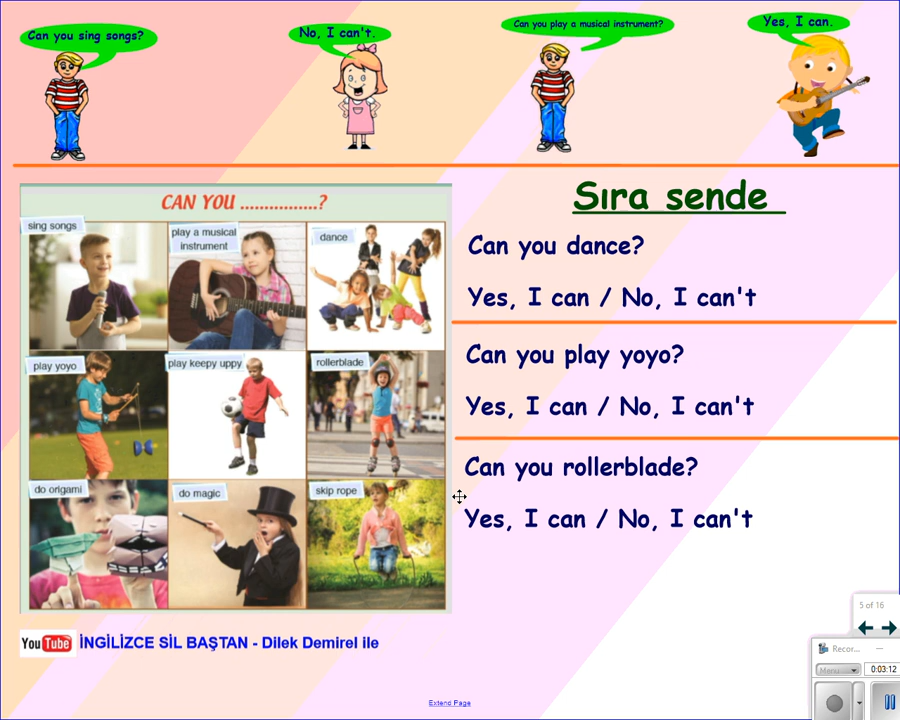 Can you sing songs?
No, I can't.
Can you play a musical instrument?
Yes, I can.
CAN YOU ................?
sing songs
play a musical
instrument
dance
play yoyo
play keepy uppy
rollerblade
do origami
do magic
skip rope
Sıra sende
Can you dance?
Yes, I can / No, I can't
Can you play yoyo?
Yes, I can / No, I can't
Can you rollerblade?
Yes, I can / No, I can't
YouTube İNGİLİZCE SİL BAŞTAN - Dilek Demirel ile
Extend Page
5 of 16
Recor...
Menu
0:03:12